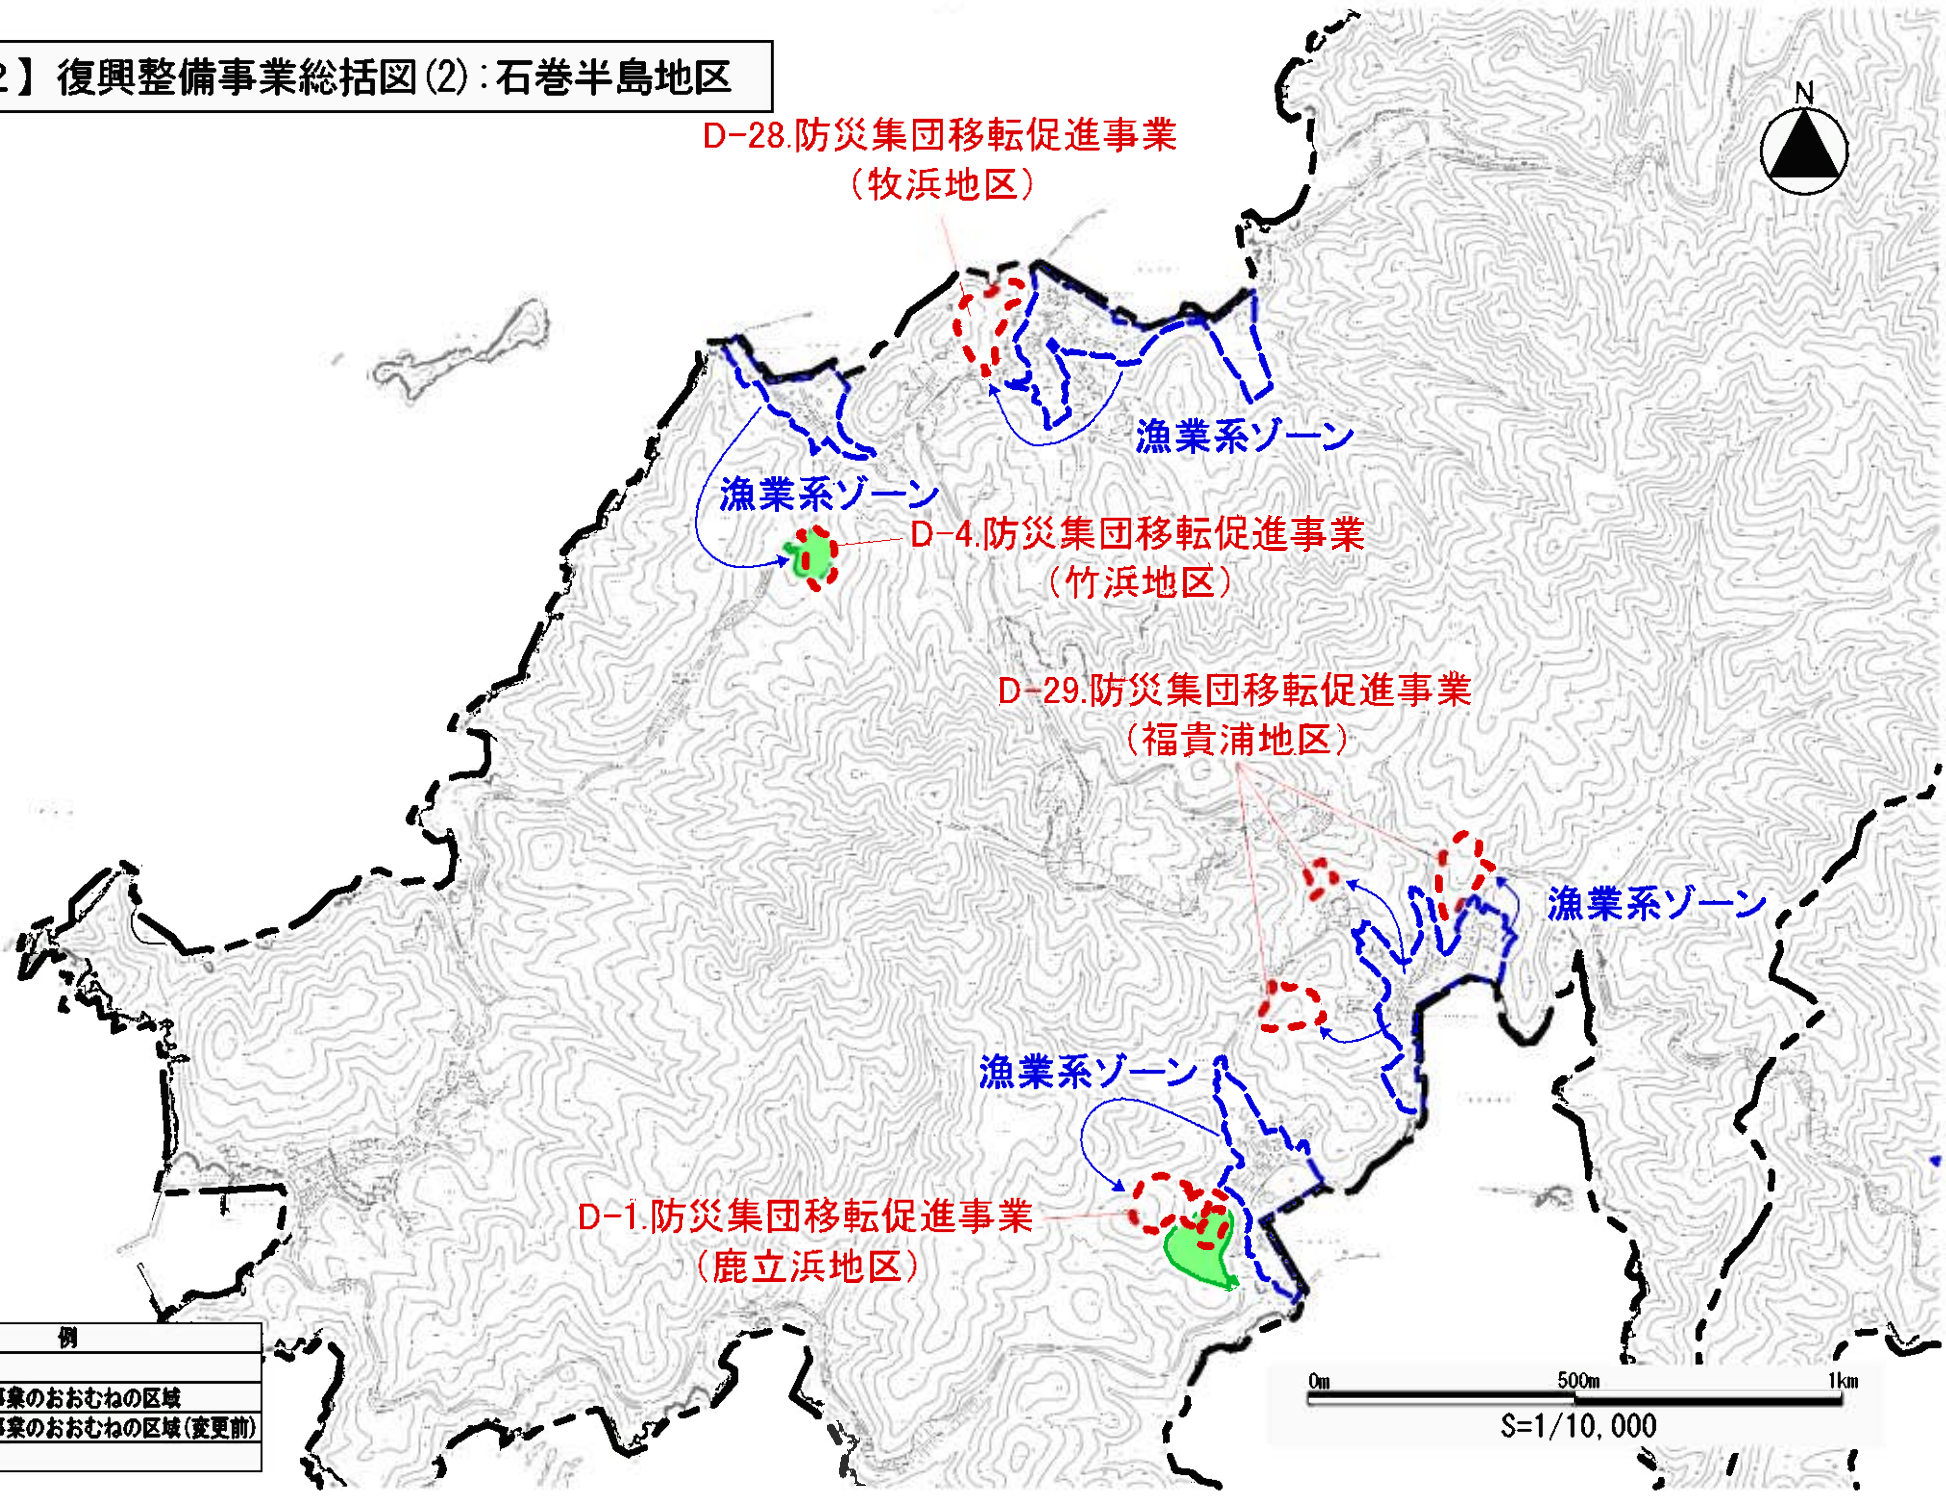 2】復興整備事業総括図(2):石巻半島地区
N
D-28.防災集団移転促進事業
(牧浜地区)
漁業系ゾーン
漁業系ゾーン
D-4.防災集団移転促進事業
(竹浜地区)
D-29.防災集団移転促進事業
(福貴浦地区)
漁業系ゾーン
漁業系ゾーン
D-1.防災集団移転促進事業
(鹿立浜地区)
例
事業のおおむねの区域
事業のおおむねの区域(変更前)
0m 500m 1km
S=1/10,000